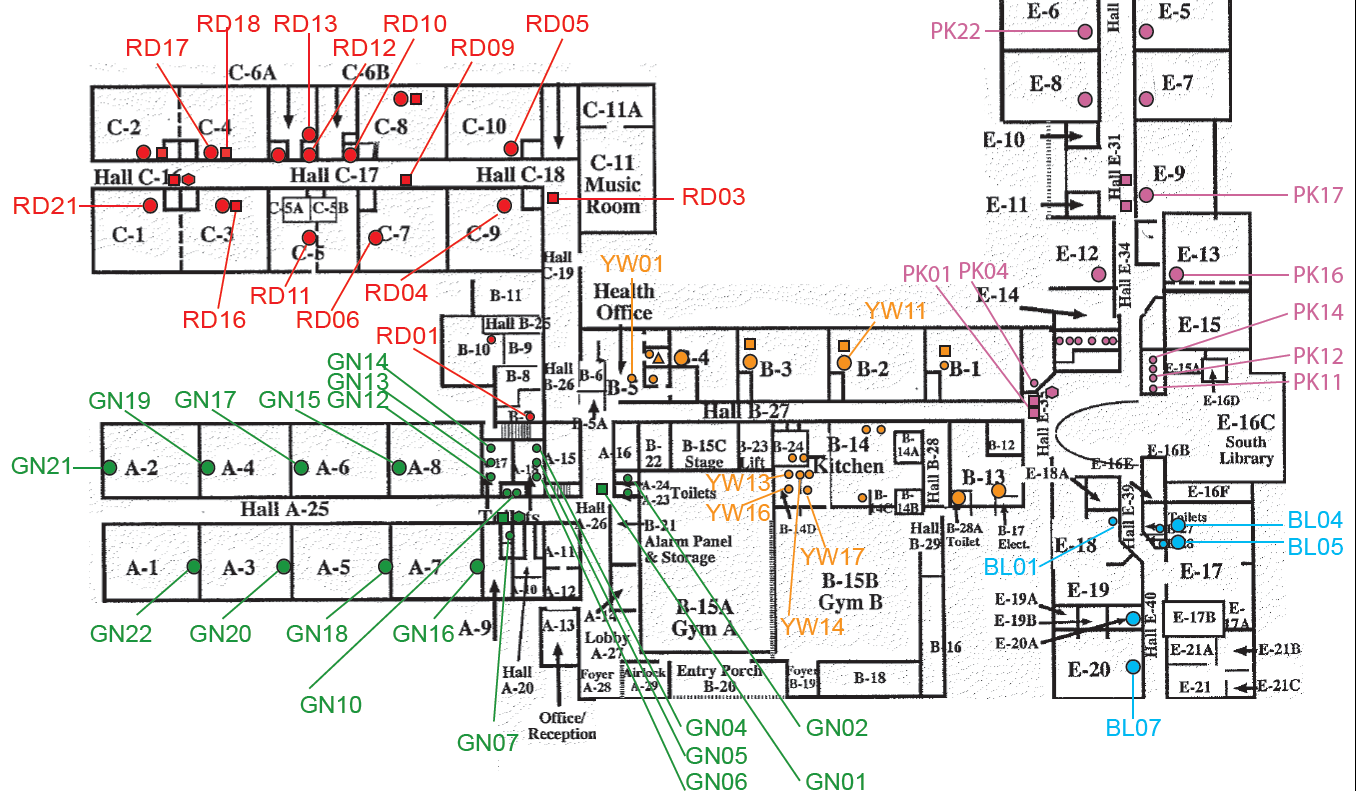 RD18
RD13
RD10
RD05
RD17
RD12
RD09
C-6A
C-6B
C-2
C-4
C-8
C-10
C-11A
C-11
Music
Room
Hall C-16
Hall C-17
Hall C-18
RD21
RD03
C-5A
C-5B
C-1
C-3
C-5
C-7
C-9
RD16
RD11
RD06
RD04
Hall
C-19
YW01
Health
Office
YW11
E-6
Hall
E-5
PK22
E-8
E-7
E-10
Hall E-31
E-9
PK17
E-11
E-12
Hall E-34
E-13
PK16
PK01
PK04
E-14
PK14
E-15
PK12
PK11
E-15A
E-16D
E-16C
South
Library
B-11
Hall B-25
B-10
B-9
B-8
RD01
Hall
B-26
B-6
B-5
B-5A
B-3
B-2
B-1
Hall B-27
GN14
GN13
GN12
GN19
GN17
GN15
GN21
A-2
A-4
A-6
A-8
A-15
A-16
B-22
B-15C
Stage
B-23
Lift
B-24
B-14
Kitchen
B-14A
B-14C
B-14B
Hall B-28
B-12
B-13
Hall A-25
Toilets
A-24
A-23
Toilets
Hall
A-26
B-21
Alarm Panel
& Storage
YW13
YW16
B-14D
YW17
YW14
Hall
B-29
B-28A
Toilet
B-17
Elect.
A-1
A-3
A-5
A-7
A-11
A-10
A-12
A-9
A-13
A-14
Lobby
A-27
B-15A
Gym A
B-15B
Gym B
B-16
Foyer
A-28
Airlock
A-29
Entry Porch
B-20
Foyer
B-19
B-18
Hall
A-20
Office/
Reception
GN22
GN20
GN18
GN16
GN10
GN07
GN04
GN05
GN06
GN02
GN01
E-18A
E-16E
E-16B
E-16F
Hall E-39
Toilets
E-18
BL01
BL04
BL05
E-17
E-19
E-19A
E-19B
E-20A
Hall E-40
E-17B
E-17A
E-20
E-21A
E-21B
E-21
E-21C
BL07